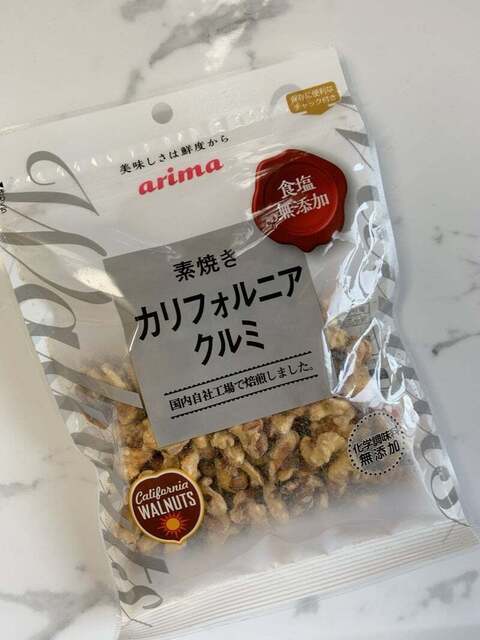 保存に便利な
チャック付き
美味しさは鮮度から
arima
食塩
無添加
素焼き
カリフォルニア
クルミ
国内自社工場で焙煎しました。
化学調味料
無添加
California
WALNUTS
Walnuts